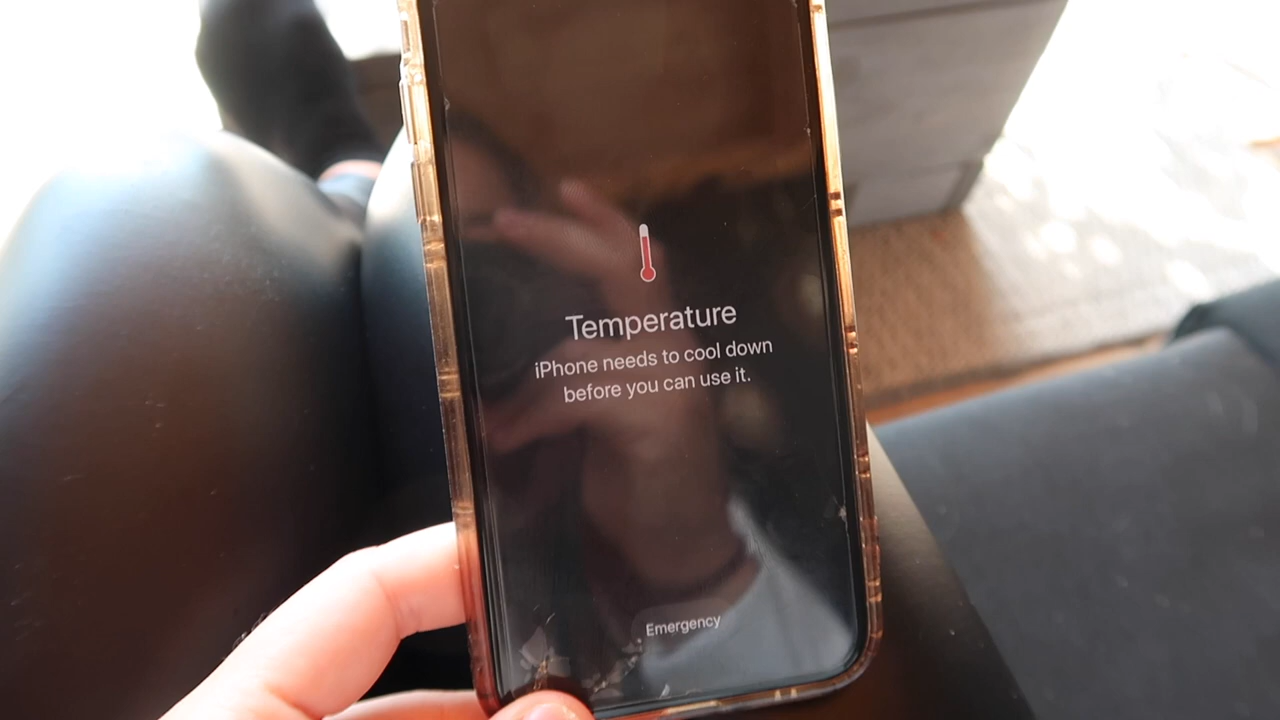 Temperature
iPhone needs to cool down
before you can use it.
Emergency